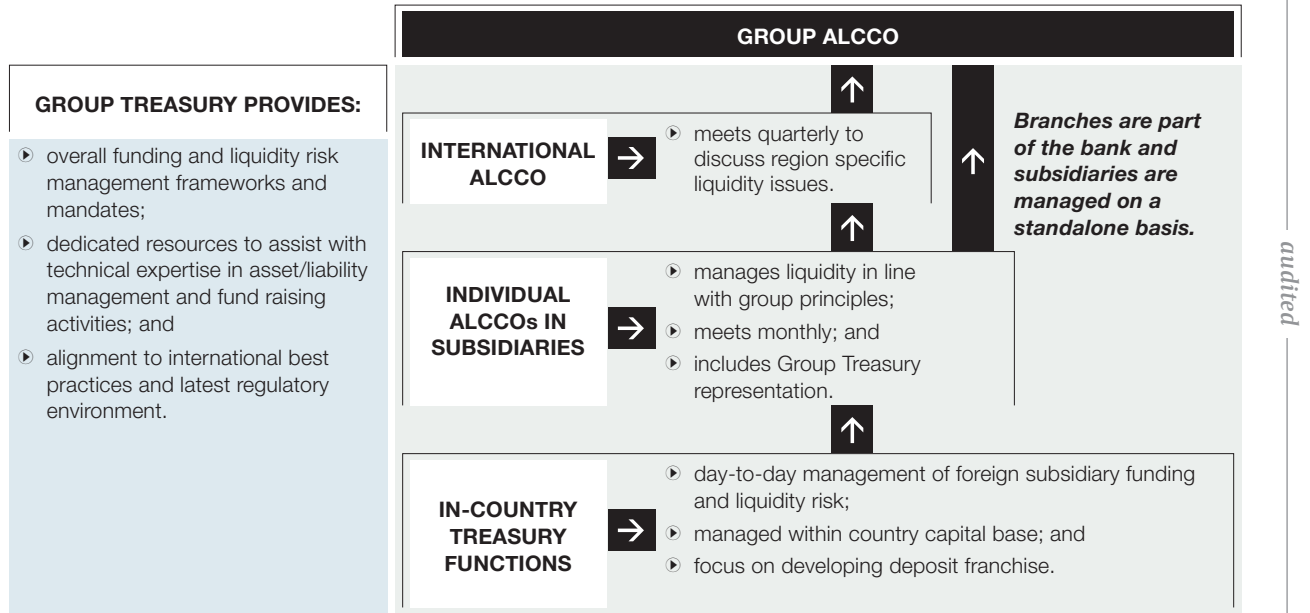 GROUP ALCCO
GROUP TREASURY PROVIDES:
overall funding and liquidity risk
management frameworks and
mandates;
dedicated resources to assist with
technical expertise in asset/liability
management and fund raising
activities; and
alignment to international best
practices and latest regulatory
environment.
INTERNATIONAL
ALCCO
meets quarterly to
discuss region specific
liquidity issues.
Branches are part
of the bank and
subsidiaries are
managed on a
standalone basis.
INDIVIDUAL
ALCCOs IN
SUBSIDIARIES
manages liquidity in line
with group principles;
meets monthly; and
includes Group Treasury
representation.
IN-COUNTRY
TREASURY
FUNCTIONS
day-to-day management of foreign subsidiary funding
and liquidity risk;
managed within country capital base; and
focus on developing deposit franchise.
audited